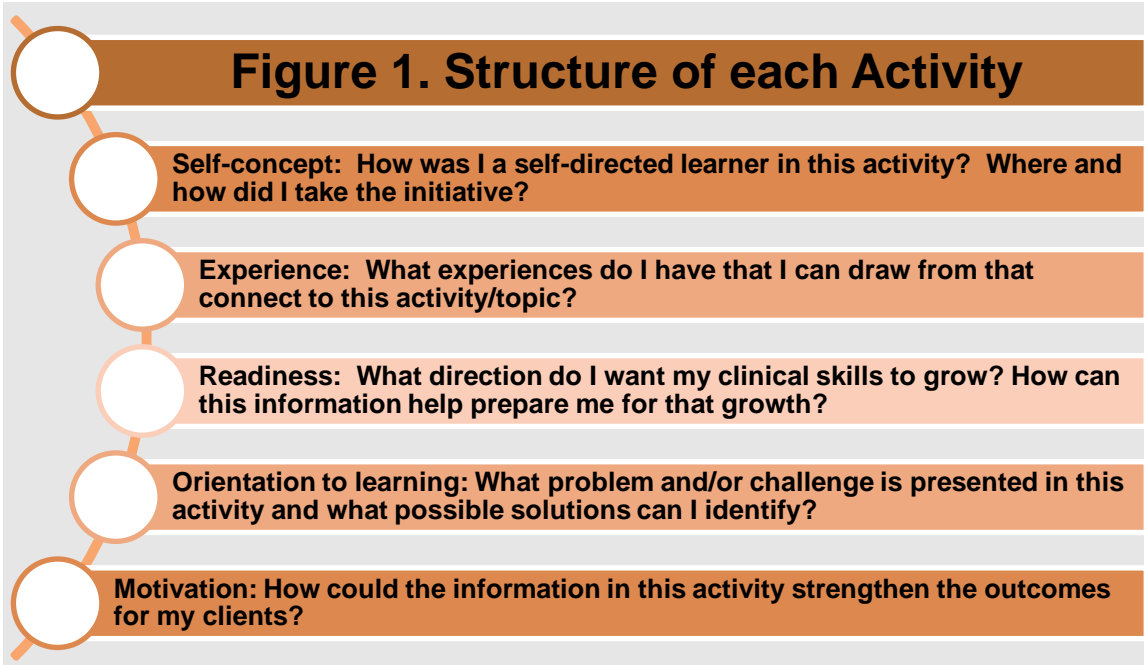 Figure 1. Structure of each Activity
Self-concept:  How was I a self-directed learner in this activity?  Where and
how did I take the initiative?
Experience:  What experiences do I have that I can draw from that
connect to this activity/topic?
Readiness:  What direction do I want my clinical skills to grow? How can
this information help prepare me for that growth?
Orientation to learning: What problem and/or challenge is presented in this
activity and what possible solutions can I identify?
Motivation: How could the information in this activity strengthen the outcomes
for my clients?